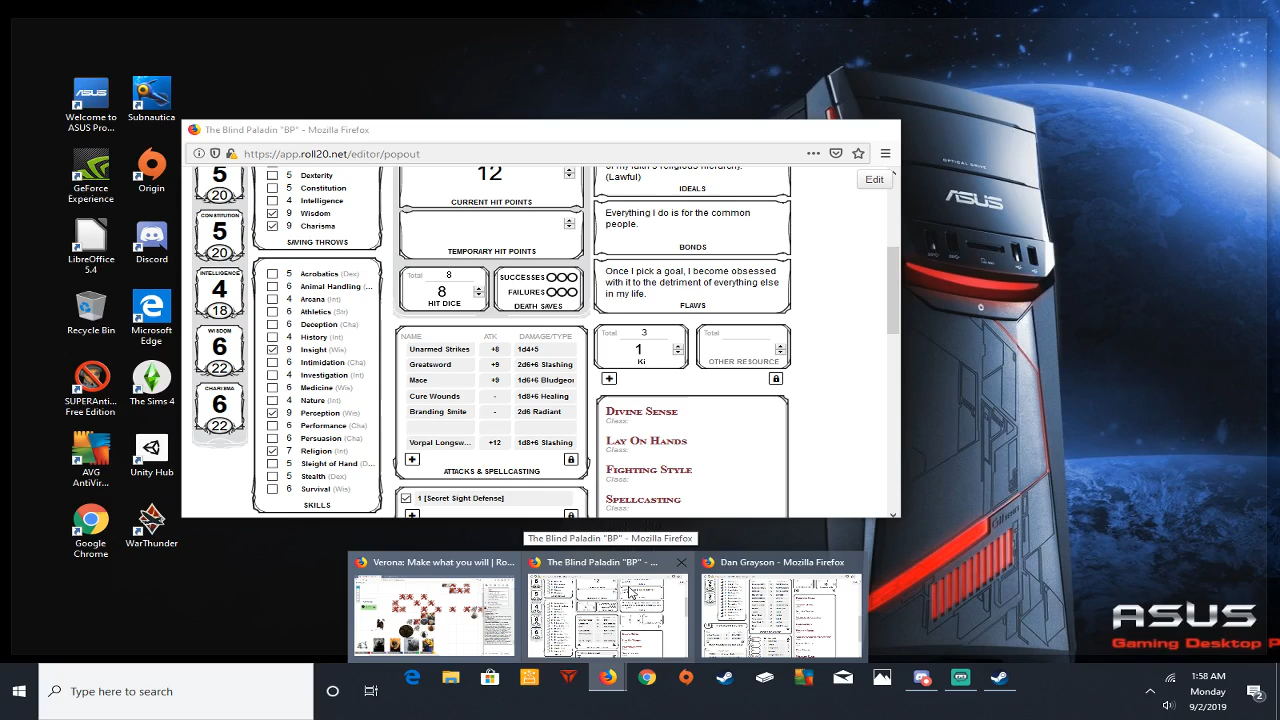 ASUS
Welcome to
ASUS Pro...
Subnautica
GeForce
Experience
Origin
LibreOffice
5.4
Discord
Recycle Bin
Microsoft
Edge
SUPERAnti...
Free Edition
The Sims 4
AVG
AntiVir...
Unity Hub
Google
Chrome
WarThunder
The Blind Paladin "BP" - Mozilla Firefox
https://app.roll20.net/editor/popout
Edit
5
20
CONSTITUTION
5
20
INTELLIGENCE
4
18
WISDOM
6
22
CHARISMA
6
22
5 Dexterity
5 Constitution
4 Intelligence
9 Wisdom
9 Charisma
SAVING THROWS
5 Acrobatics (Dex)
6 Animal Handling (...
4 Arcana (Int)
6 Athletics (Str)
6 Deception (Cha)
4 History (Int)
9 Insight (Wis)
6 Intimidation (Cha)
4 Investigation (Int)
6 Medicine (Wis)
4 Nature (Int)
9 Perception (Wis)
6 Performance (Cha)
6 Persuasion (Cha)
7 Religion (Int)
5 Sleight of Hand (D...
5 Stealth (Dex)
6 Survival (Wis)
SKILLS
12
CURRENT HIT POINTS
TEMPORARY HIT POINTS
Total 8
8
HIT DICE
SUCCESSES
FAILURES
DEATH SAVES
NAME ATK DAMAGE/TYPE
Unarmed Strikes +8 1d4+5
Greatsword +9 2d6+6 Slashing
Mace +9 1d6+6 Bludgeon
Cure Wounds - 1d8+6 Healing
Branding Smite - 2d6 Radiant
Vorpal Longsw... +12 1d8+6 Slashing
ATTACKS & SPELLCASTING
1 [Secret Sight Defense]
of my faith's religious hierarchy.
(Lawful)
IDEALS
Everything I do is for the common
people.
BONDS
Once I pick a goal, I become obsessed
with it to the detriment of everything else
in my life.
FLAWS
Total 3
1
Ki
Total
OTHER RESOURCE
DIVINE SENSE
Class:
LAY ON HANDS
Class:
FIGHTING STYLE
Class:
SPELLCASTING
Class:
OPTICAL DRIVE
ASUS
The Blind Paladin "BP" - Mozilla Firefox
Verona: Make what you will | Ro...
The Blind Paladin "BP" - ...
Dan Grayson - Mozilla Firefox
ASUS
Gaming Desktop P
Type here to search
1:58 AM
Monday
9/2/2019
2